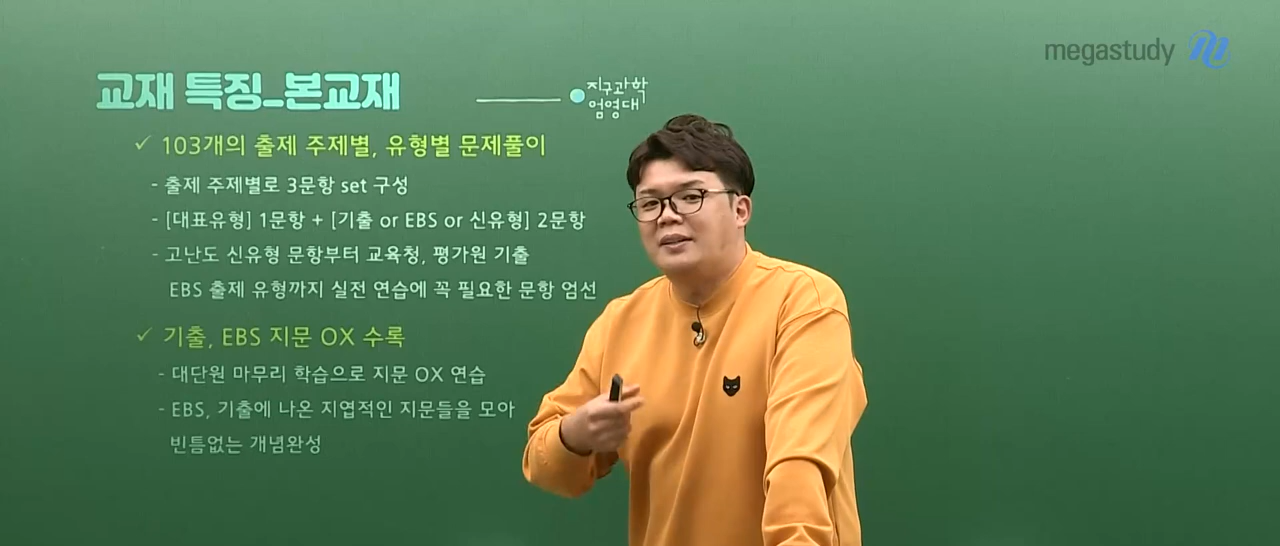 megastudy
교재 특징_본교재
지구과학
엄영대
✓ 103개의 출제 주제별, 유형별 문제풀이
- 출제 주제별로 3문항 set 구성
- [대표유형] 1문항 + [기출 or EBS or 신유형] 2문항
- 고난도 신유형 문항부터 교육청, 평가원 기출
EBS 출제 유형까지 실전 연습에 꼭 필요한 문항 엄선
✓ 기출, EBS 지문 OX 수록
- 대단원 마무리 학습으로 지문 OX 연습
- EBS, 기출에 나온 지엽적인 지문들을 모아
빈틈없는 개념완성